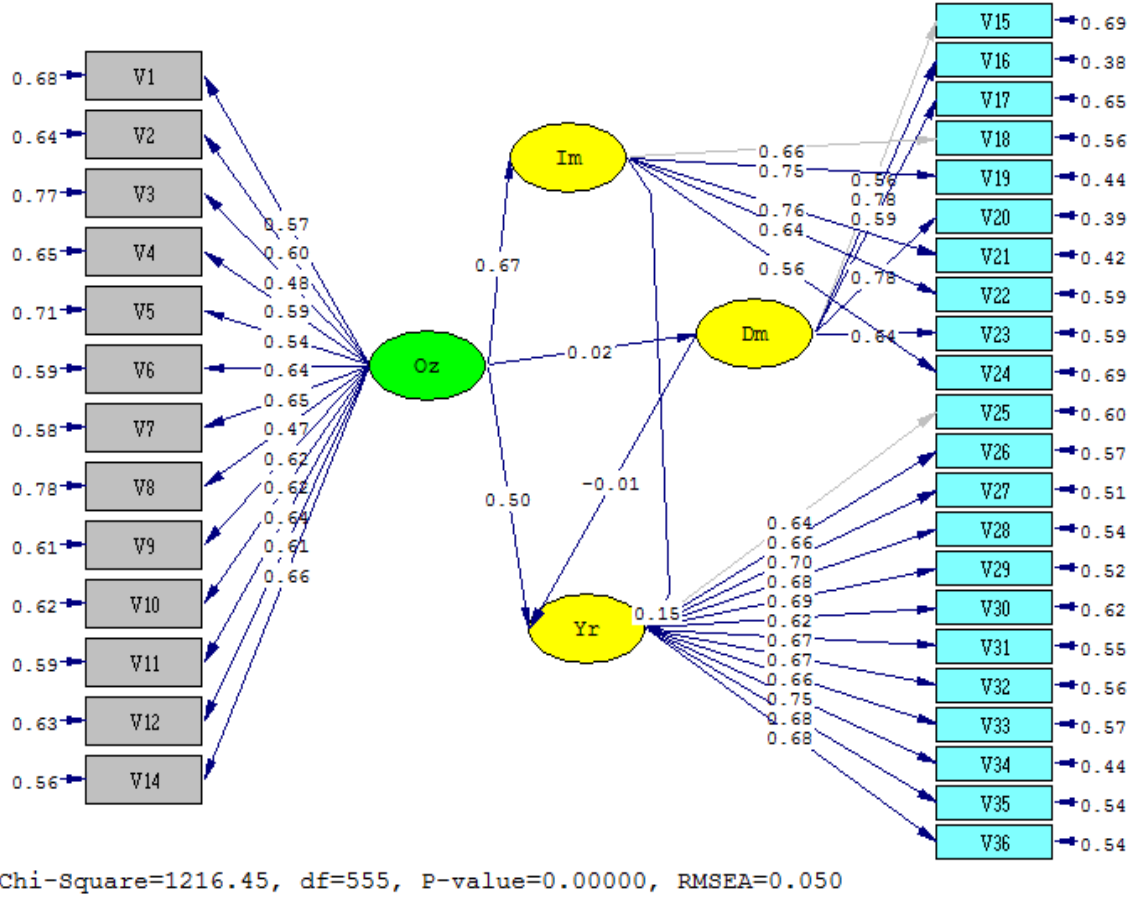 0.68 V1
0.64 V2
0.77 V3
0.65 V4
0.71 V5
0.59 V6
0.58 V7
0.78 V8
0.61 V9
0.62 V10
0.59 V11
0.63 V12
0.56 V14
0.57
0.60
0.48
0.59
0.54
0.64
0.65
0.47
0.62
0.62
0.64
0.61
0.66
Oz
0.67
0.02
0.50
Im
Dm
-0.01
Yr
0.15
0.66
0.75
0.76
0.64
0.56
0.56
0.78
0.59
0.78
0.64
0.64
0.66
0.70
0.68
0.69
0.62
0.67
0.67
0.66
0.75
0.68
0.68
V15 0.69
V16 0.38
V17 0.65
V18 0.56
V19 0.44
V20 0.39
V21 0.42
V22 0.59
V23 0.59
V24 0.69
V25 0.60
V26 0.57
V27 0.51
V28 0.54
V29 0.52
V30 0.62
V31 0.55
V32 0.56
V33 0.57
V34 0.44
V35 0.54
V36 0.54
Chi-Square=1216.45, df=555, P-value=0.00000, RMSEA=0.050